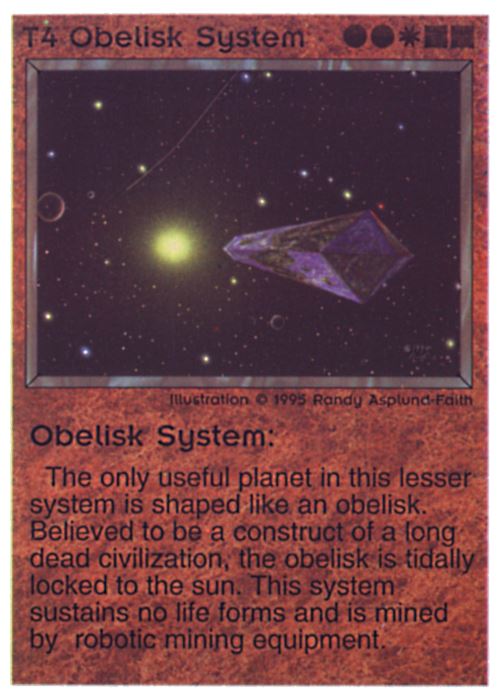 T4 Obelisk System
Illustration © 1995 Randy Asplund-Faith
Obelisk System:
The only useful planet in this lesser
system is shaped like an obelisk.
Believed to be a construct of a long
dead civilization, the obelisk is tidally
locked to the sun. This system
sustains no life forms and is mined
by robotic mining equipment.